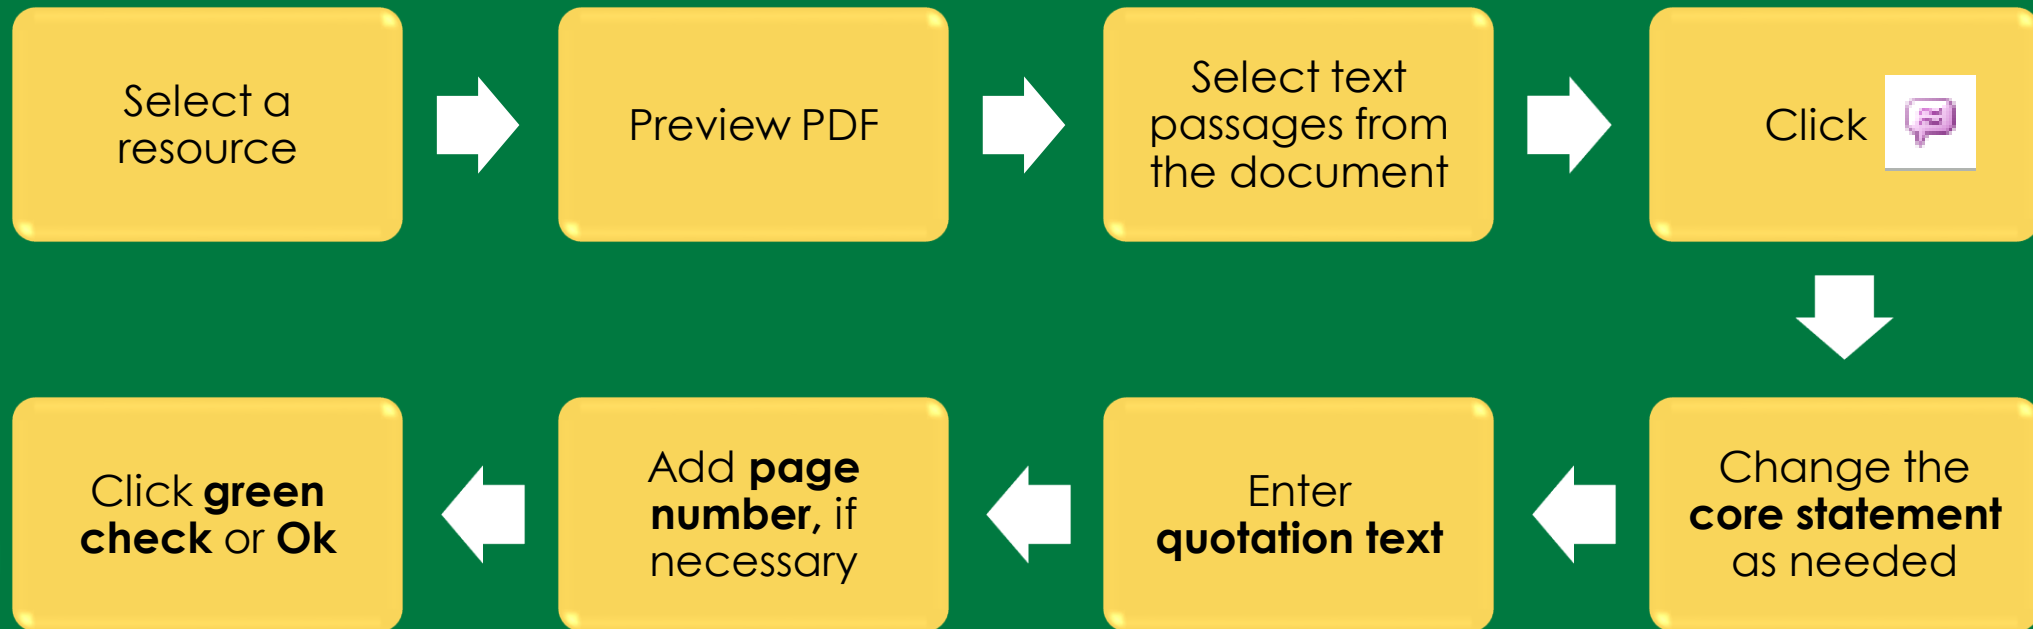 Select a
resource
Preview PDF
Select text
passages from
the document
Click
Change the
core statement
as needed
Enter
quotation text
Add page
number, if
necessary
Click green
check or Ok